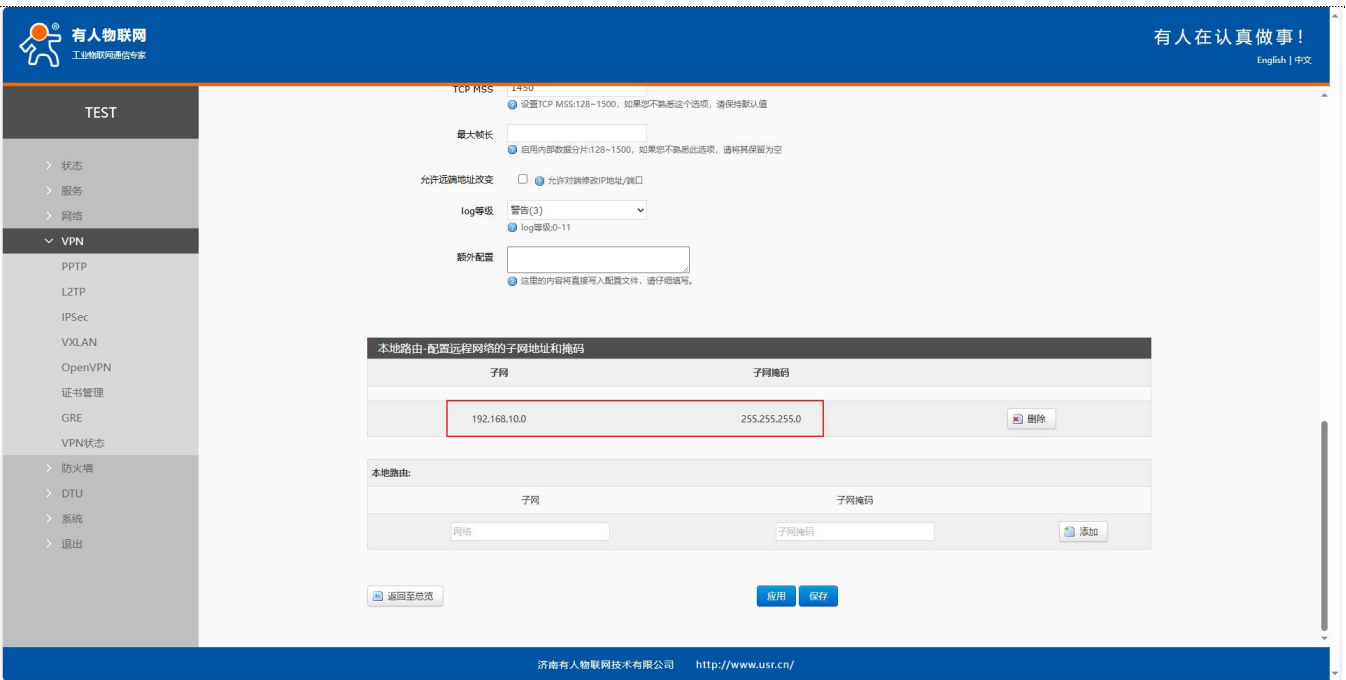 有人物联网
工业物联网通信专家
有人在认真做事!
English | 中文
TEST
状态
服务
网络
VPN
PPTP
L2TP
IPSec
VXLAN
OpenVPN
证书管理
GRE
VPN状态
防火墙
DTU
系统
退出
TCP MSS 1450
设置TCP MSS:128~1500, 如果您不熟悉这个选项, 请保持默认值
最大帧长
启用内部数据分片:128~1500, 如果您不熟悉此选项, 请将其保留为空
允许远端地址改变 允许对端修改IP地址/端口
log等级 警告(3)
log等级:0-11
额外配置
这里的内容将直接写入配置文件, 请仔细填写。
本地路由-配置远程网络的子网地址和掩码
子网 子网掩码
192.168.10.0 255.255.255.0 删除
本地路由:
子网 子网掩码
网络 子网掩码 添加
返回至总览 应用 保存
济南有人物联网技术有限公司 http://www.usr.cn/